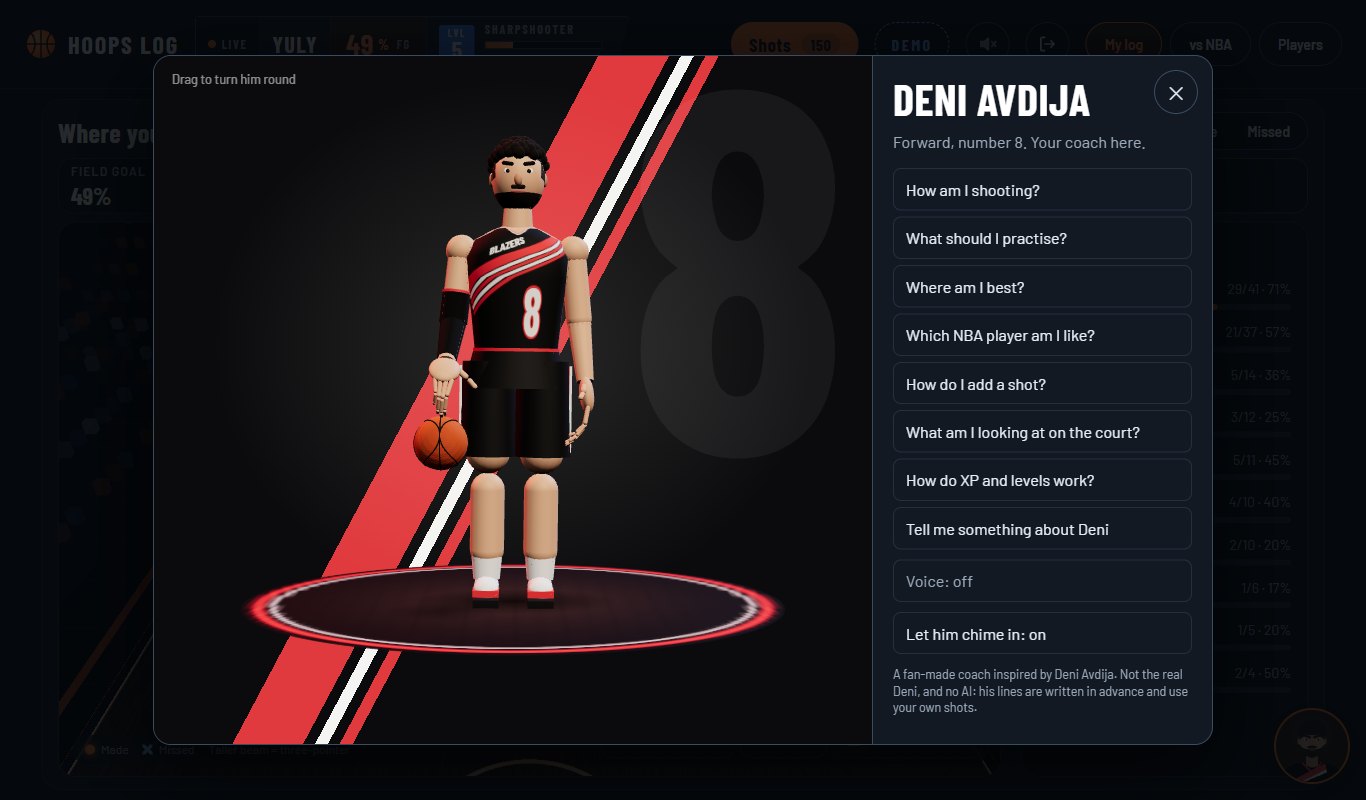 HOOPS LOG
LIVE
YULY
49% FG
LVL
5
SHARPSHOOTER
Shots 150
DEMO
My log
vs NBA
Players
Drag to turn him round
Where you
Missed
FIELD GOAL
49%
8
BLAZERS
8
DENI AVDIJA
Forward, number 8. Your coach here.
How am I shooting?
What should I practise?
Where am I best?
Which NBA player am I like?
How do I add a shot?
What am I looking at on the court?
How do XP and levels work?
Tell me something about Deni
Voice: off
Let him chime in: on
A fan-made coach inspired by Deni Avdija. Not the real
Deni, and no AI: his lines are written in advance and use
your own shots.
29/41 · 71%
21/37 · 57%
5/14 · 36%
3/12 · 25%
5/11 · 45%
4/10 · 40%
2/10 · 20%
1/6 · 17%
1/5 · 20%
2/4 · 50%
Made
Missed
Taller beam = three-pointer